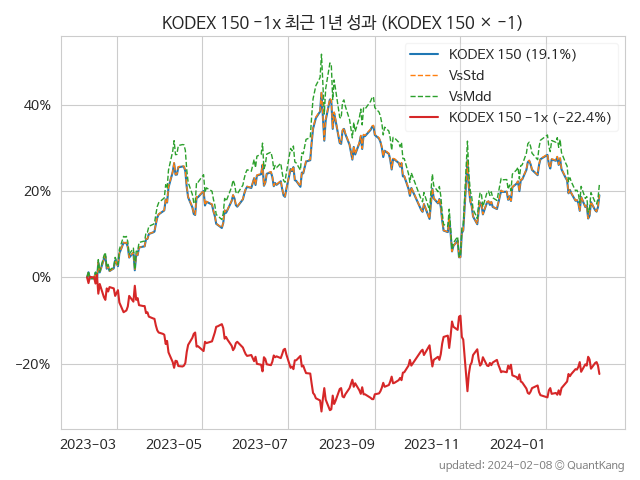 KODEX 150 -1x 최근 1년 성과 (KODEX 150 × -1)
KODEX 150 (19.1%)
VsStd
VsMdd
KODEX 150 -1x (-22.4%)
40%
20%
0%
-20%
2023-03 2023-05 2023-07 2023-09 2023-11 2024-01
updated: 2024-02-08 © QuantKang